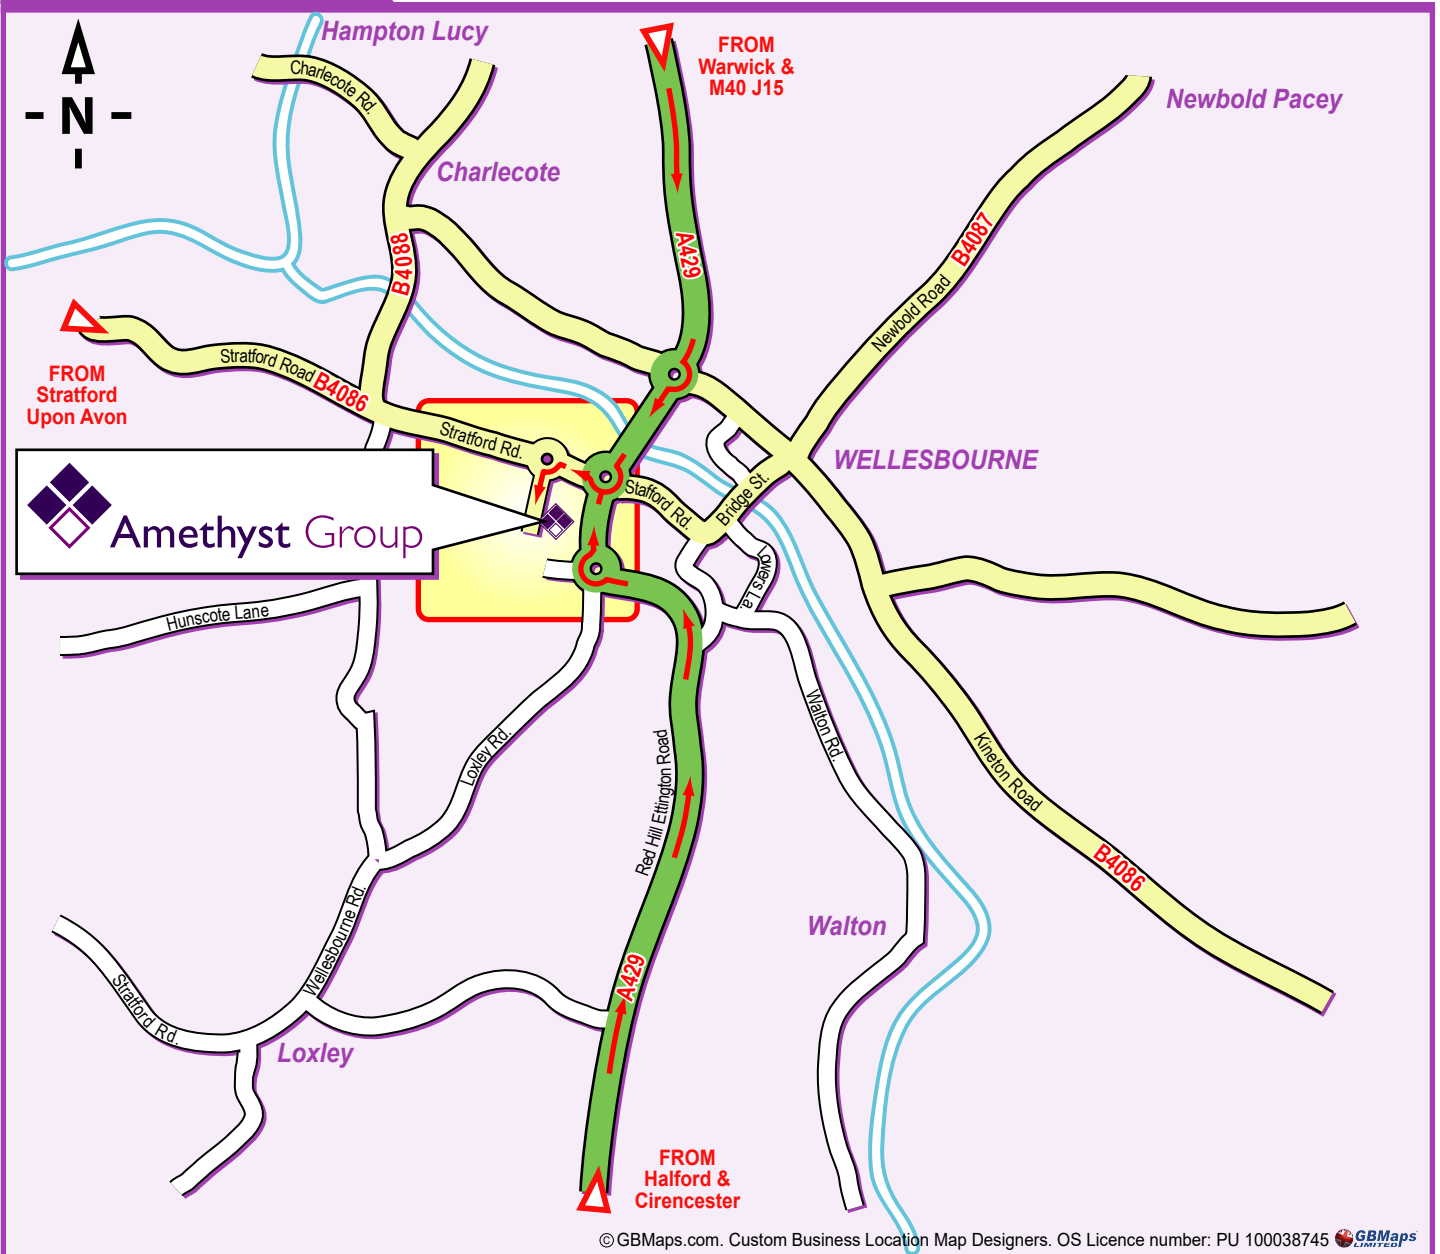 Hampton Lucy
FROM
Warwick &
M40 J15
Charlecote Rd.
Newbold Pacey
N
Charlecote
A429
B4087
B4088
Newbold Road
FROM
Stratford
Upon Avon
Stratford Road
B4086
Stratford Rd.
WELLESBOURNE
Stafford Rd.
Bridge St.
Amethyst Group
Lowers La.
Hunscote Lane
Walton Rd.
Loxley Rd.
Red Hill Ettington Road
Kineton Road
B4086
Wellesbourne Rd.
Walton
A429
Stratford Rd.
Loxley
FROM
Halford &
Cirencester
©GBMaps.com. Custom Business Location Map Designers. OS Licence number: PU 100038745 GBMaps
LIMITED